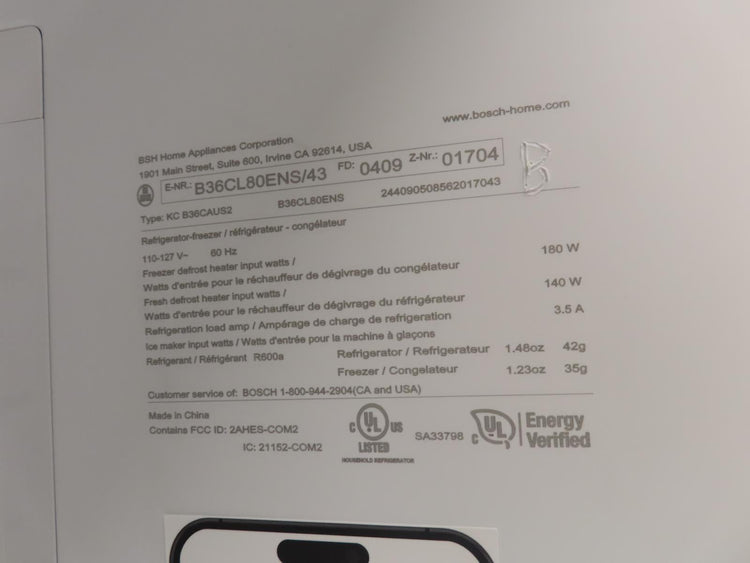 www.bosch-home.com
BSH Home Appliances Corporation
1901 Main Street, Suite 600, Irvine CA 92614, USA
E-NR.: B36CL80ENS/43 FD: 0409 Z-Nr.: 01704
B
Type: KC B36CAUS2 B36CL80ENS 244090508562017043
Refrigerator-freezer / réfrigérateur - congélateur
110-127 V~ 60 Hz
Freezer defrost heater input watts / 180 W
Watts d'entrée pour le réchauffeur de dégivrage du congélateur
Fresh defrost heater input watts / 140 W
Watts d'entrée pour le réchauffeur de dégivrage du réfrigérateur
Refrigeration load amp / Ampérage de charge de refrigeration 3.5 A
Ice maker input watts / Watts d'entrée pour la machine à glaçons
Refrigerant / Réfrigérant R600a Refrigerator / Refrigerateur 1.48oz 42g
Freezer / Congelateur 1.23oz 35g
Customer service of: BOSCH 1-800-944-2904(CA and USA)
Made in China
Contains FCC ID: 2AHES-COM2
IC: 21152-COM2
C UL US
LISTED
HOUSEHOLD REFRIGERATOR
SA33798
C UL Energy
Verified